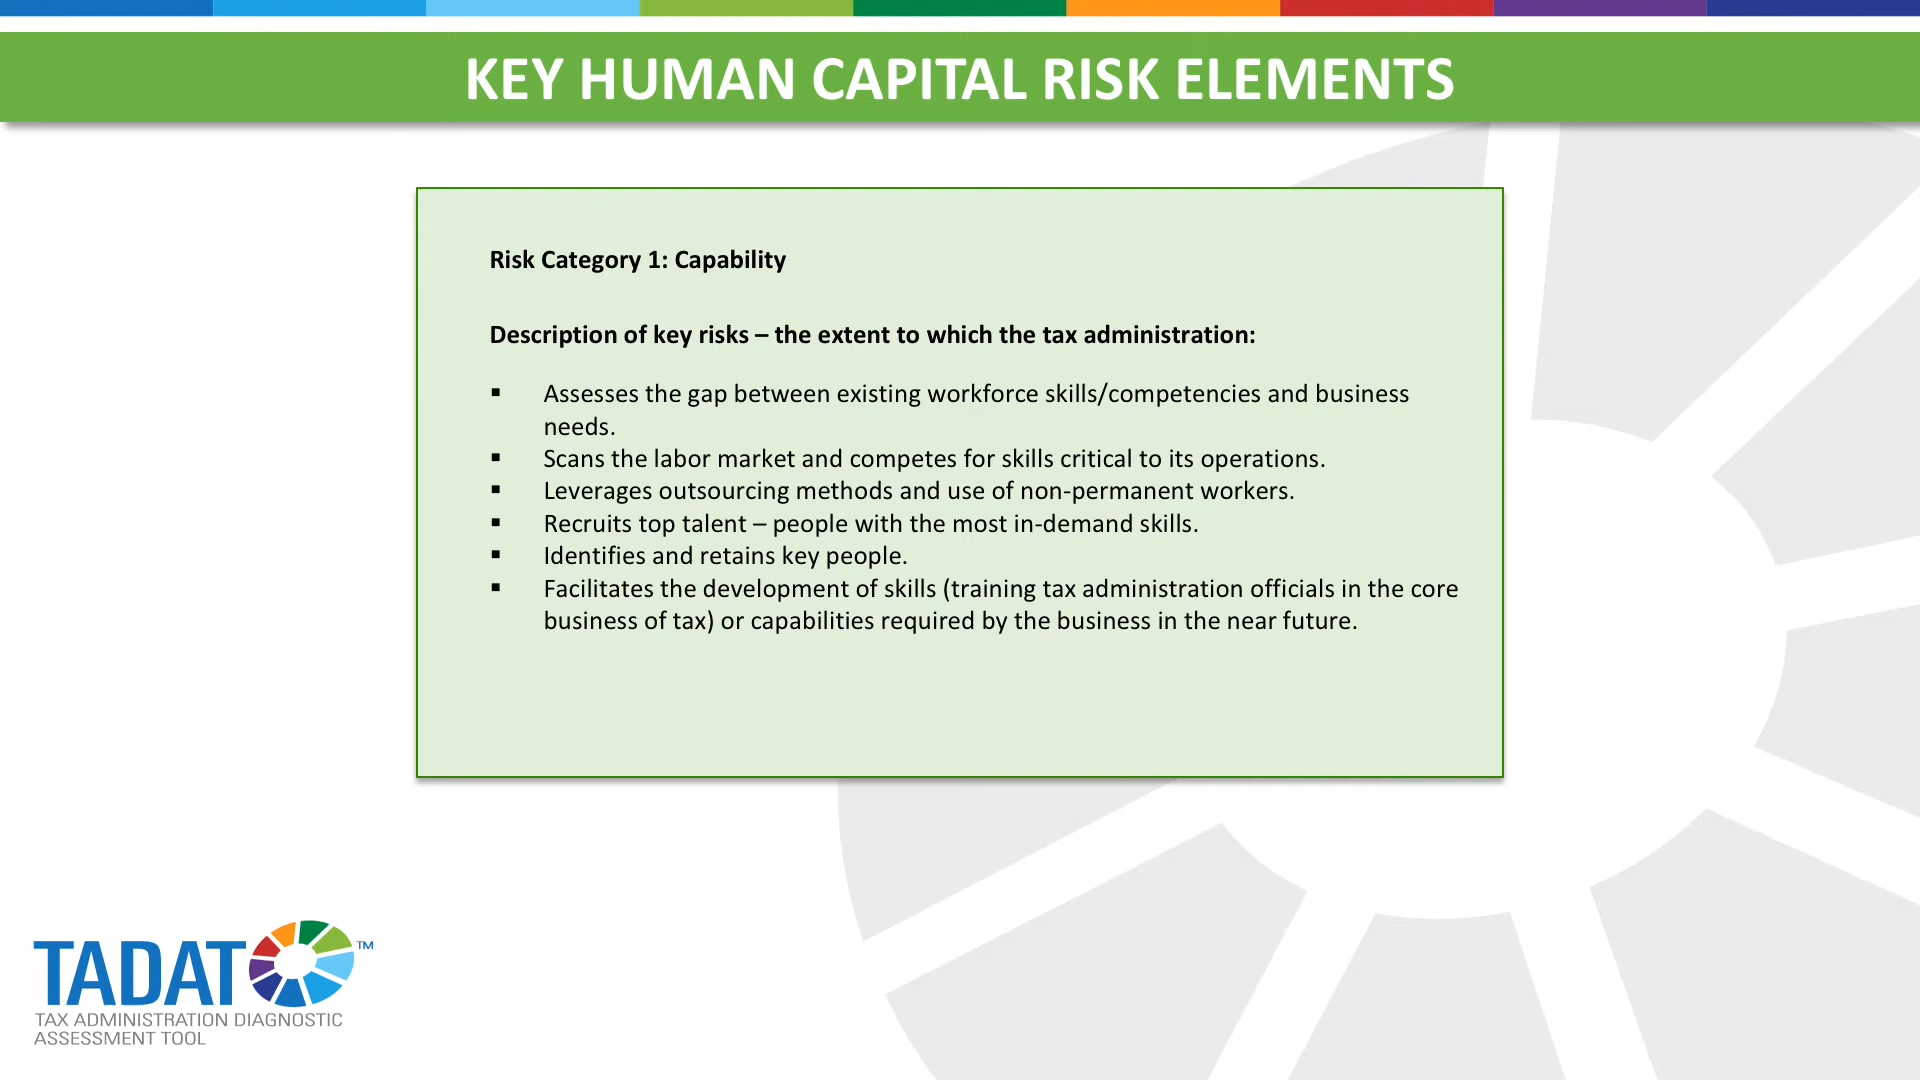 KEY HUMAN CAPITAL RISK ELEMENTS
Risk Category 1: Capability
Description of key risks – the extent to which the tax administration:
▪ Assesses the gap between existing workforce skills/competencies and business
needs.
▪ Scans the labor market and competes for skills critical to its operations.
▪ Leverages outsourcing methods and use of non-permanent workers.
▪ Recruits top talent – people with the most in-demand skills.
▪ Identifies and retains key people.
▪ Facilitates the development of skills (training tax administration officials in the core
business of tax) or capabilities required by the business in the near future.
TADAT TM
TAX ADMINISTRATION DIAGNOSTIC
ASSESSMENT TOOL